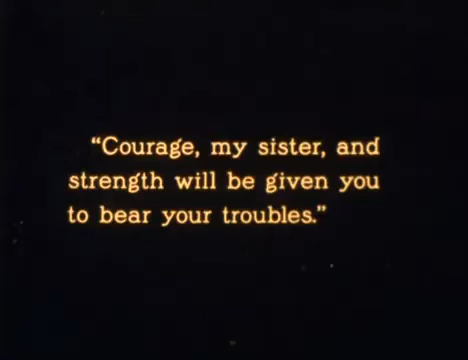 “Courage, my sister, and
strength will be given you
to bear your troubles.”